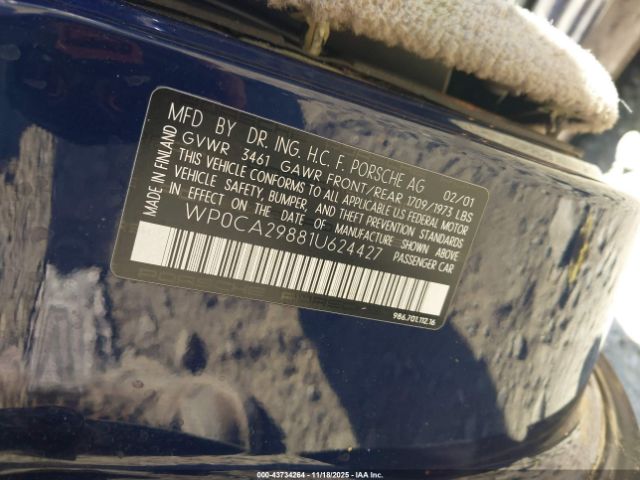 MFD BY DR. ING. H.C. F. PORSCHE AG 02/01
GVWR 3461 GAWR FRONT/REAR 1709/1973 LBS
THIS VEHICLE CONFORMS TO ALL APPLICABLE US FEDERAL MOTOR
VEHICLE SAFETY, BUMPER, AND THEFT PREVENTION STANDARDS
IN EFFECT ON THE DATE OF MANUFACTURE SHOWN ABOVE.
WP0CA29881U624427 PASSENGER CAR
MADE IN FINLAND
986.701.112.16
000-43734264 - 11/18/2025 - IAA Inc.